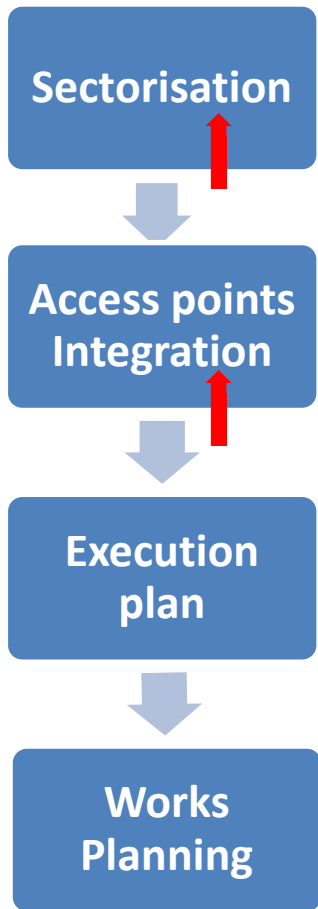 Sectorisation
Access points
Integration
Execution
plan
Works
Planning